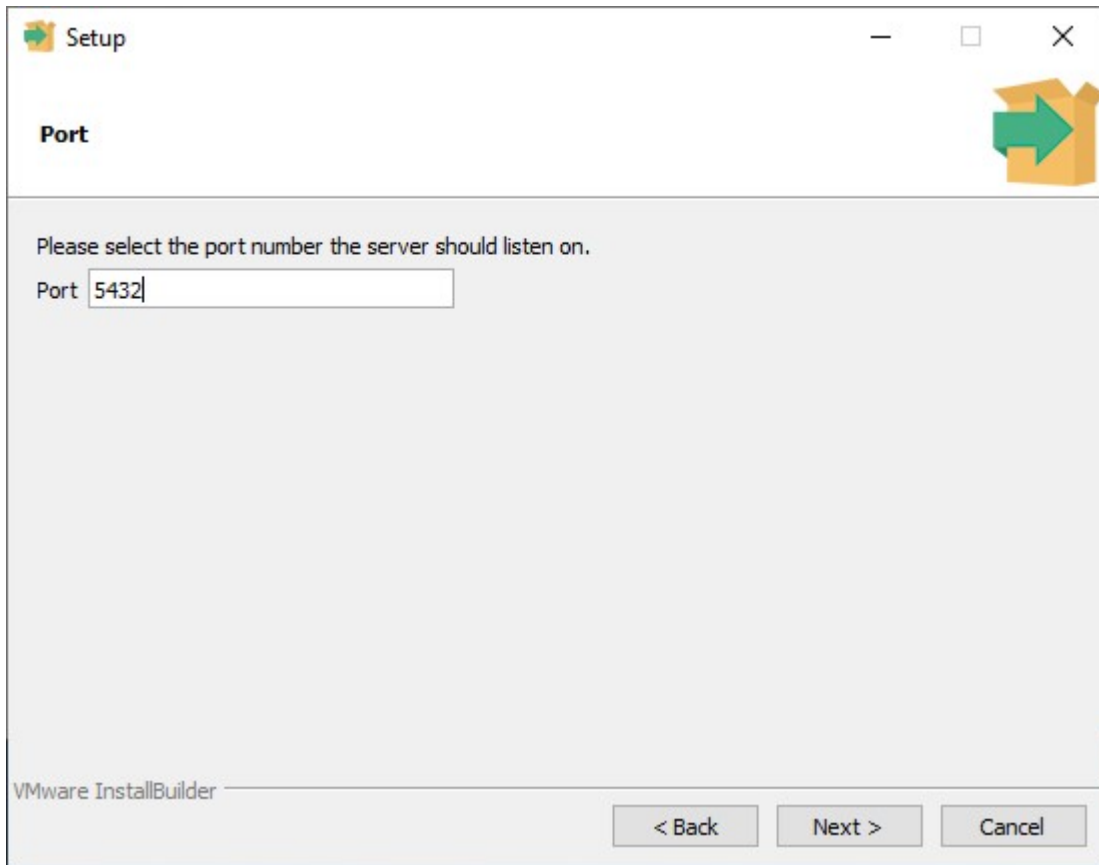 Setup
Port
Please select the port number the server should listen on.
Port 5432
VMware InstallBuilder
< Back Next > Cancel